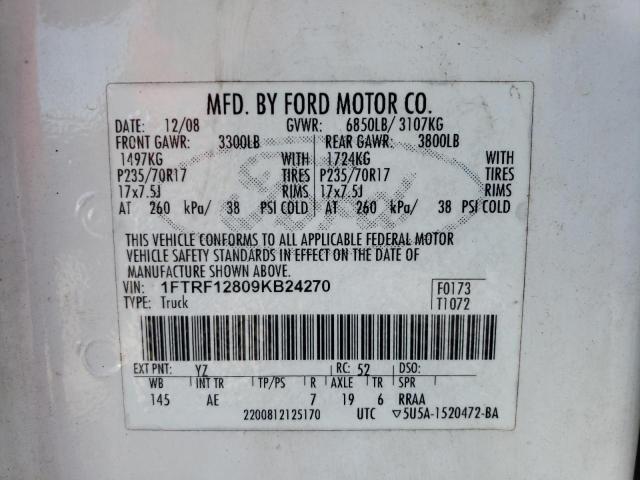 MFD. BY FORD MOTOR CO.
DATE: 12/08 GVWR: 6850LB/ 3107KG
FRONT GAWR: 3300LB REAR GAWR: 3800LB
1497KG WITH 1724KG WITH
P235/70R17 TIRES P235/70R17 TIRES
17x7.5J RIMS 17x7.5J RIMS
AT 260 kPa/ 38 PSI COLD AT 260 kPa/ 38 PSI COLD
THIS VEHICLE CONFORMS TO ALL APPLICABLE FEDERAL MOTOR
VEHICLE SAFETY STANDARDS IN EFFECT ON THE DATE OF
MANUFACTURE SHOWN ABOVE.
VIN: 1FTRF12809KB24270 F0173
TYPE: Truck T1072
EXT PNT: YZ RC: 52 DSO:
WB INT TR TP/PS R AXLE TR SPR
145 AE 7 19 6 RRAA
2200812125170 UTC ▽5U5A-1520472-BA